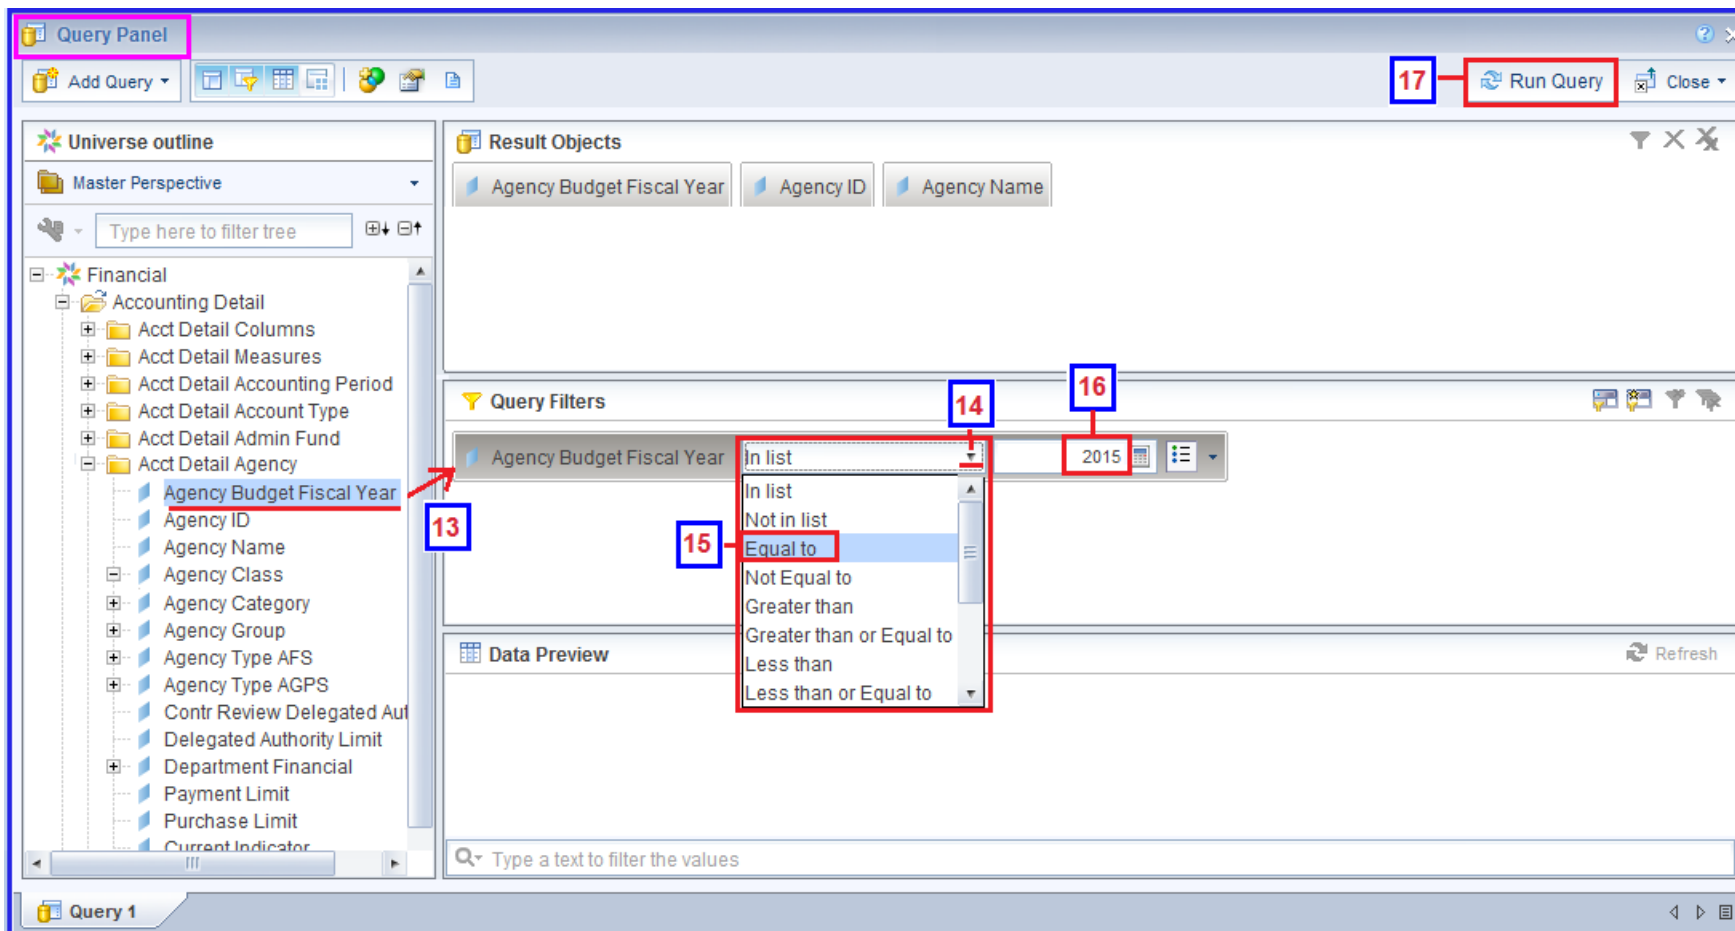 Query Panel
Add Query
17
Run Query
Close
Universe outline
Master Perspective
Type here to filter tree
Financial
Accounting Detail
Acct Detail Columns
Acct Detail Measures
Acct Detail Accounting Period
Acct Detail Account Type
Acct Detail Admin Fund
Acct Detail Agency
Agency Budget Fiscal Year
Agency ID
Agency Name
Agency Class
Agency Category
Agency Group
Agency Type AFS
Agency Type AGPS
Contr Review Delegated Aut
Delegated Authority Limit
Department Financial
Payment Limit
Purchase Limit
Current Indicator
13
Result Objects
Agency Budget Fiscal Year
Agency ID
Agency Name
Query Filters
14
16
Agency Budget Fiscal Year
In list
2015
In list
Not in list
15
Equal to
Not Equal to
Greater than
Greater than or Equal to
Less than
Less than or Equal to
Data Preview
Refresh
Type a text to filter the values
Query 1